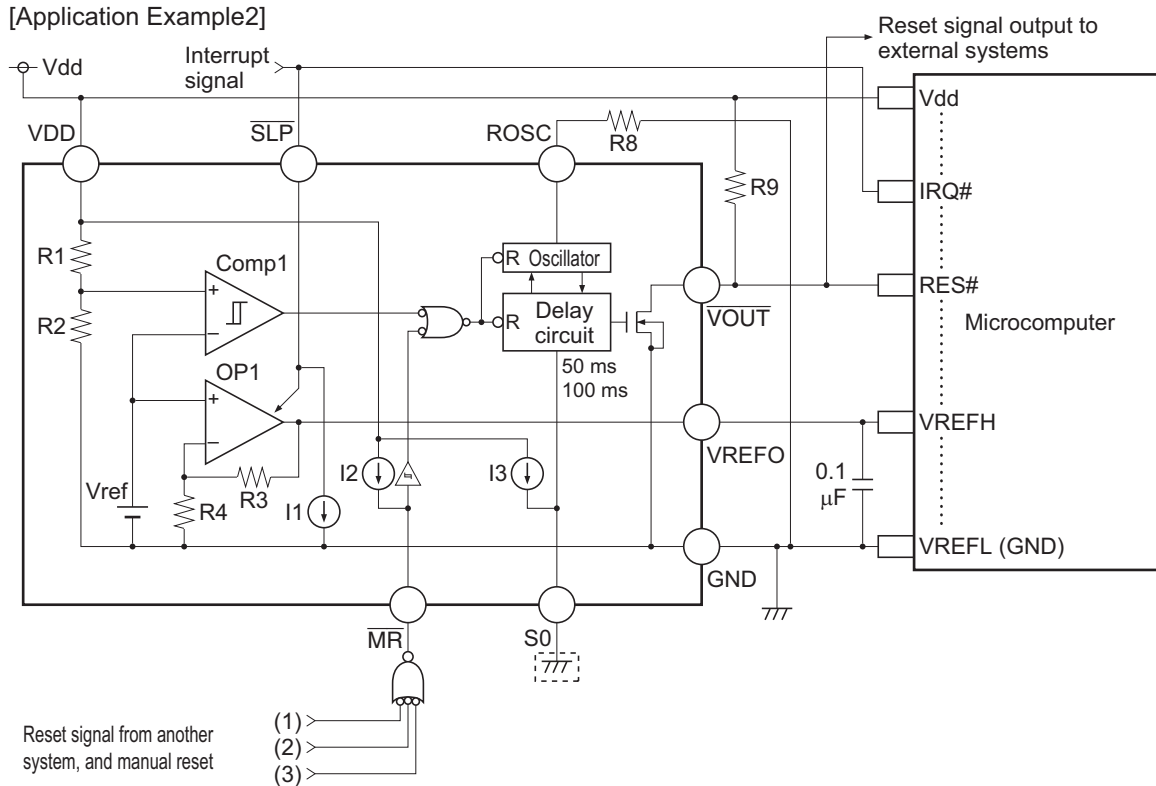 [Application Example2]
Reset signal output to
external systems
Interrupt
signal
Vdd
Vdd
VDD
SLP
ROSC
R8
R9
IRQ#
R1
Comp1
+
−
R
Oscillator
RES#
R2
R
Delay
circuit
VOUT
Microcomputer
50 ms
100 ms
OP1
+
−
VREFO
VREFH
I2
I3
0.1
μF
R3
Vref
R4
I1
GND
VREFL (GND)
MR
S0
Reset signal from another
system, and manual reset
(1)
(2)
(3)